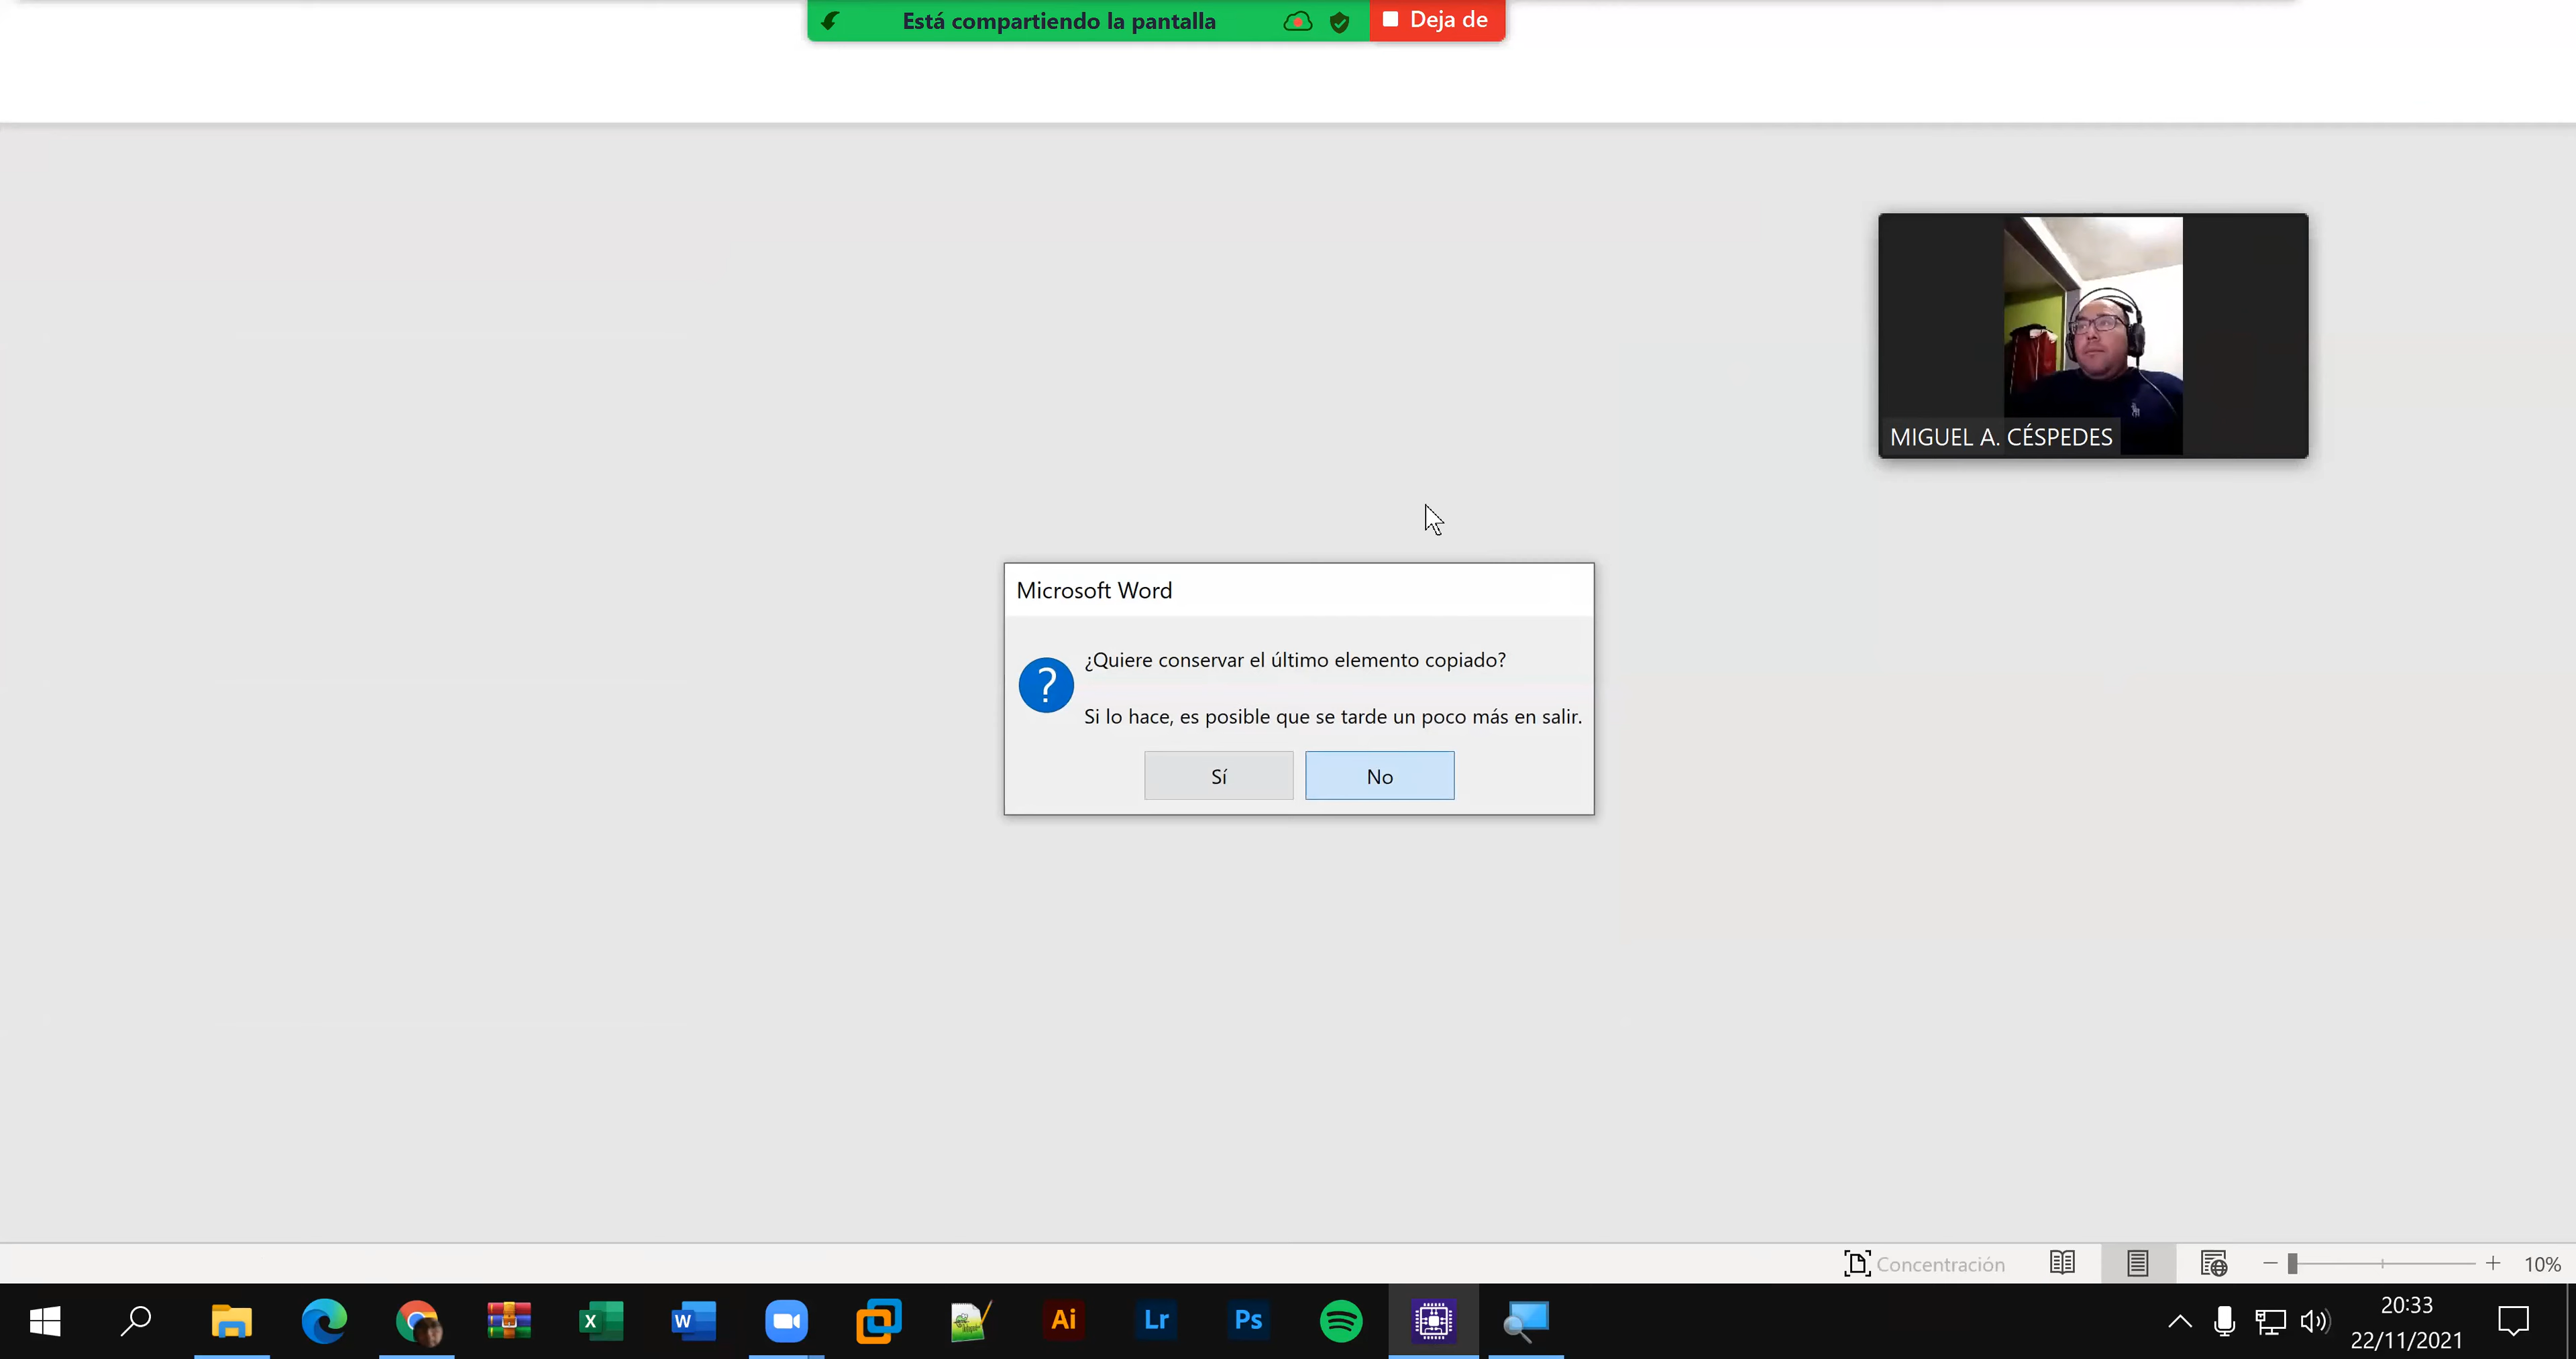 Está compartiendo la pantalla
Deja de
MIGUEL A. CÉSPEDES
Microsoft Word
¿Quiere conservar el último elemento copiado?
Si lo hace, es posible que se tarde un poco más en salir.
Sí
No
Concentración
10%
X
W
Ai
Lr
Ps
20:33
22/11/2021